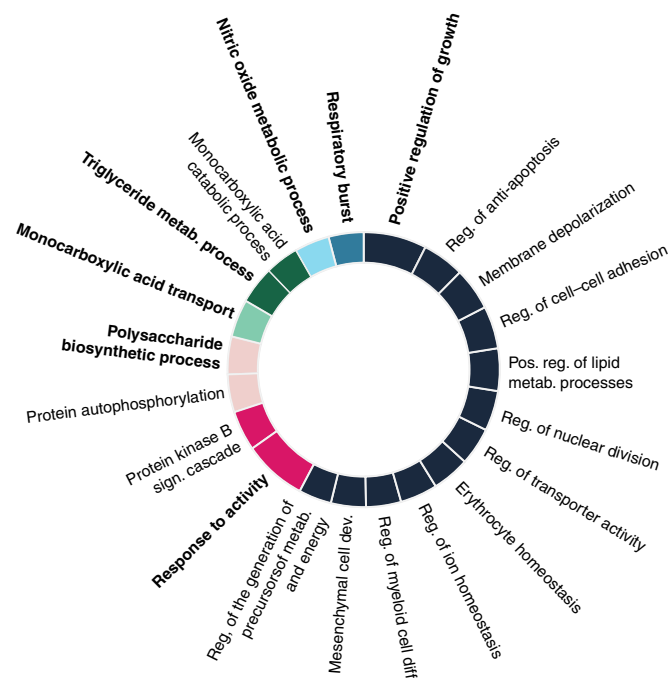 Positive regulation of growth
Reg. of anti-apoptosis
Membrane depolarization
Reg. of cell–cell adhesion
Pos. reg. of lipid
metab. processes
Reg. of nuclear division
Reg. of transporter activity
Erythrocyte homeostasis
Reg. of ion homeostasis
Reg. of myeloid cell diff
Mesenchymal cell dev.
Reg. of the generation of
precursorsof metab.
and energy
Response to activity
Protein kinase B
sign. cascade
Protein autophosphorylation
Polysaccharide
biosynthetic process
Monocarboxylic acid transport
Triglyceride metab. process
Monocarboxylic acid
catabolic process
Nitric oxide metabolic process
Respiratory burst